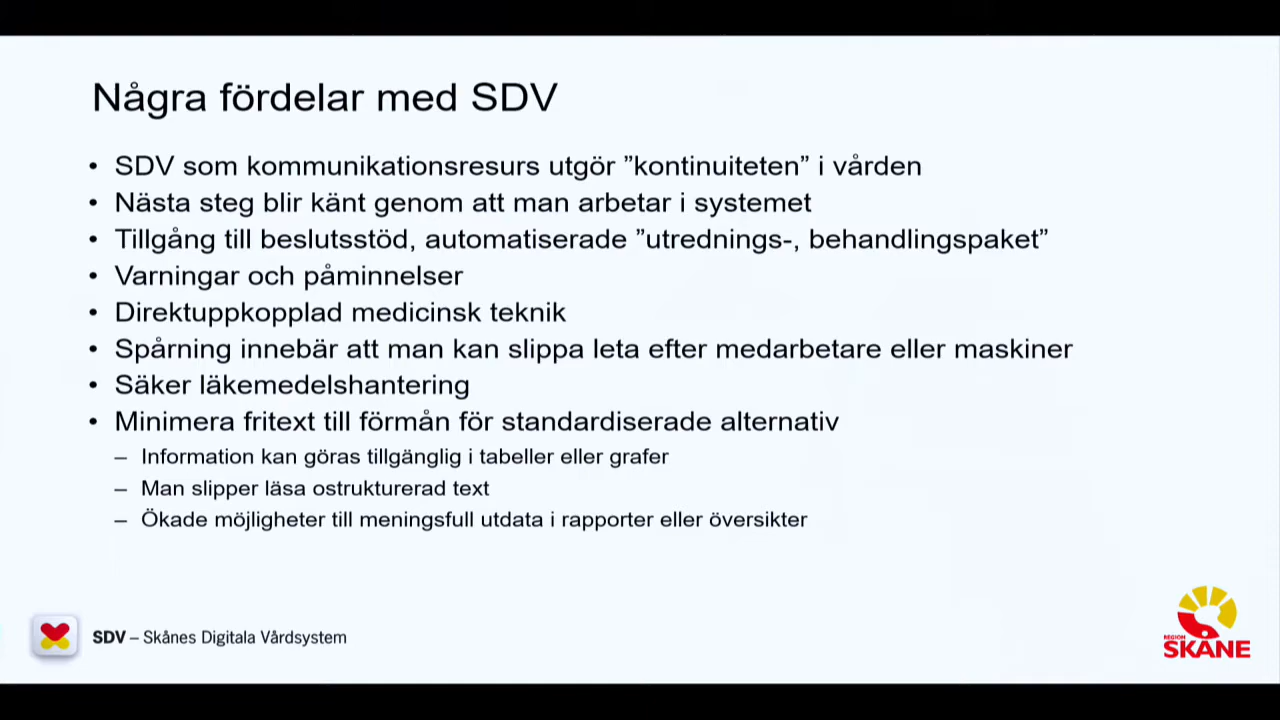 Några fördelar med SDV
• SDV som kommunikationsresurs utgör ”kontinuiteten” i vården
• Nästa steg blir känt genom att man arbetar i systemet
• Tillgång till beslutsstöd, automatiserade ”utrednings-, behandlingspaket”
• Varningar och påminnelser
• Direktuppkopplad medicinsk teknik
• Spårning innebär att man kan slippa leta efter medarbetare eller maskiner
• Säker läkemedelshantering
• Minimera fritext till förmån för standardiserade alternativ
– Information kan göras tillgänglig i tabeller eller grafer
– Man slipper läsa ostrukturerad text
– Ökade möjligheter till meningsfull utdata i rapporter eller översikter
SDV – Skånes Digitala Vårdsystem
REGION
SKÅNE